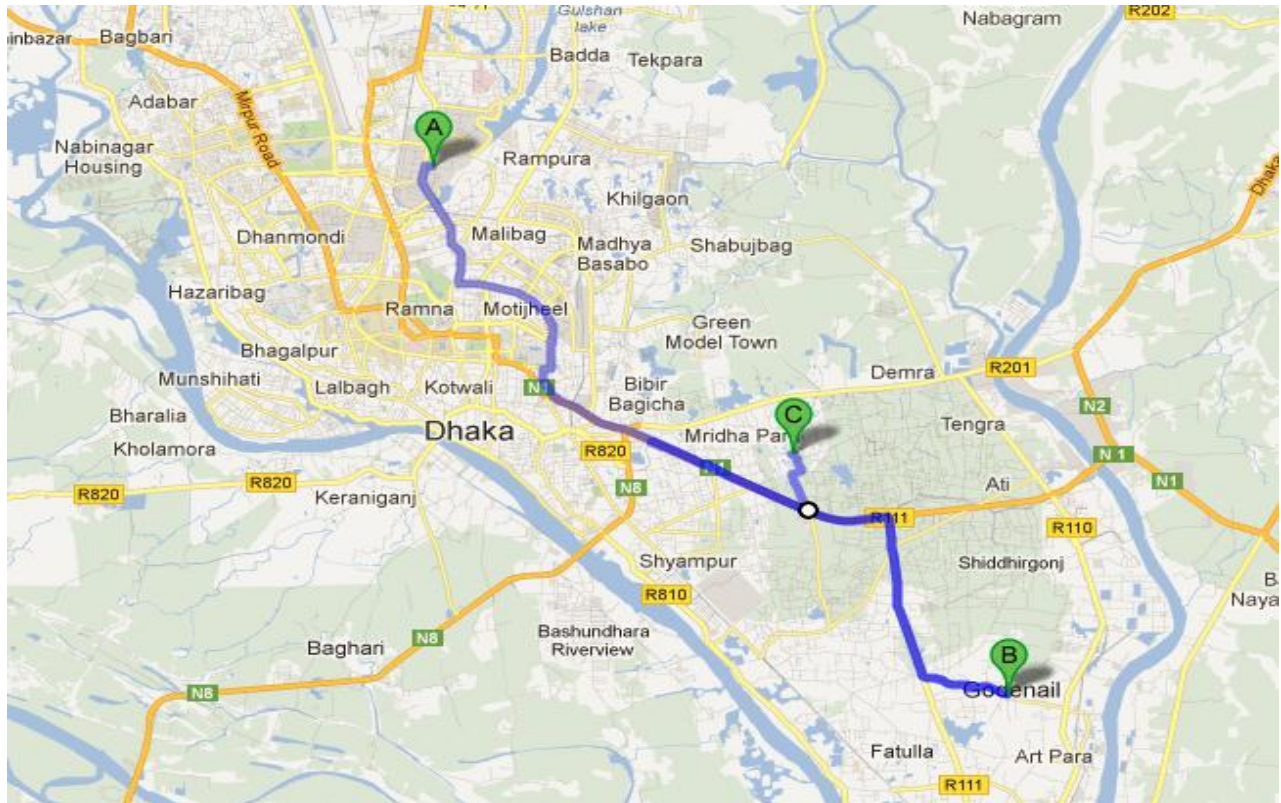 Gulshan
lake
Nabagram
R202
Bagbari
Badda
Tekpara
Adabar
Mirpur Road
A
Nabinagar
Housing
Rampura
Dhaka
Khilgaon
Dhanmondi
Malibag
Madhya
Basabo
Shabujbag
Hazaribag
Ramna
Motijheel
Green
Model Town
Bhagalpur
Munshihati
Lalbagh
Kotwali
N1
Bibir
Bagicha
Demra
R201
Bharalia
Kholamora
Dhaka
C
Mridha Par
Tengra
N2
R820
N 1
R820
R820
Keraniganj
N8
Ati
N1
R111
R110
Shyampur
Shiddhirgonj
R810
Baghari
N8
Bashundhara
Riverview
B
N8
Godenail
Fatulla
Art Para
R111